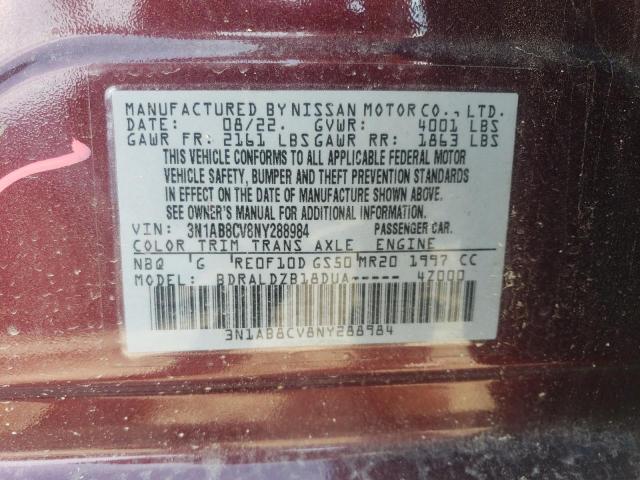 MANUFACTURED BY NISSAN MOTOR CO., LTD.
DATE: 08/22. GVWR: 4001 LBS
GAWR FR: 2161 LBS GAWR RR: 1863 LBS
THIS VEHICLE CONFORMS TO ALL APPLICABLE FEDERAL MOTOR
VEHICLE SAFETY, BUMPER AND THEFT PREVENTION STANDARDS
IN EFFECT ON THE DATE OF MANUFACTURE SHOWN ABOVE.
SEE OWNER'S MANUAL FOR ADDITIONAL INFORMATION.
VIN: 3N1AB8CV8NY288984 PASSENGER CAR.
COLOR TRIM TRANS AXLE ENGINE
NBQ G RE0F10D GS50 MR20 1997 CC
MODEL: BDRALDZB18DUA----- 4Z000
3N1AB8CV8NY288984